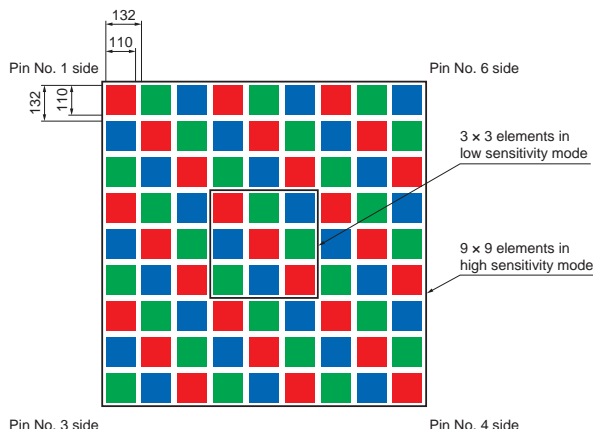 132
110
Pin No. 1 side
Pin No. 6 side
132
110
3 × 3 elements in
low sensitivity mode
9 × 9 elements in
high sensitivity mode
Pin No. 3 side
Pin No. 4 side